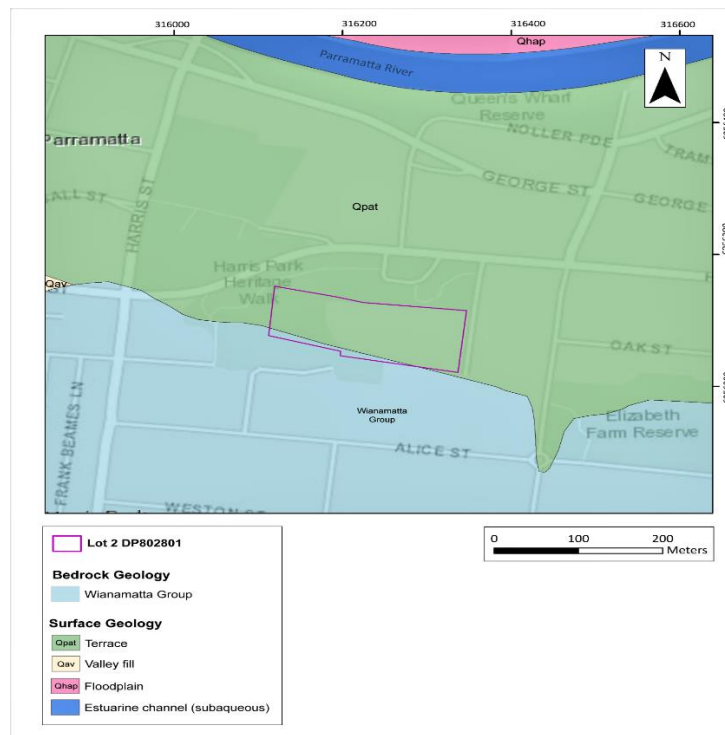 316000
316200
316400
316600
Qhap
Parramatta River
N
Queen's Wharf
Reserve
NOLLER PDE
Parramatta
TRAM
GEORGE ST
GEORGE
HARRIS ST
Qpat
Harris Park
Heritage
Walk
Qav
OAK ST
Wianamatta
Group
Elizabeth
Farm Reserve
ALICE ST
FRANK BEAMES LN
WESTON ST
Lot 2 DP802801
0 100 200
Meters
Bedrock Geology
Wianamatta Group
Surface Geology
Qpat Terrace
Qav Valley fill
Qhap Floodplain
Estuarine channel (subaqueous)